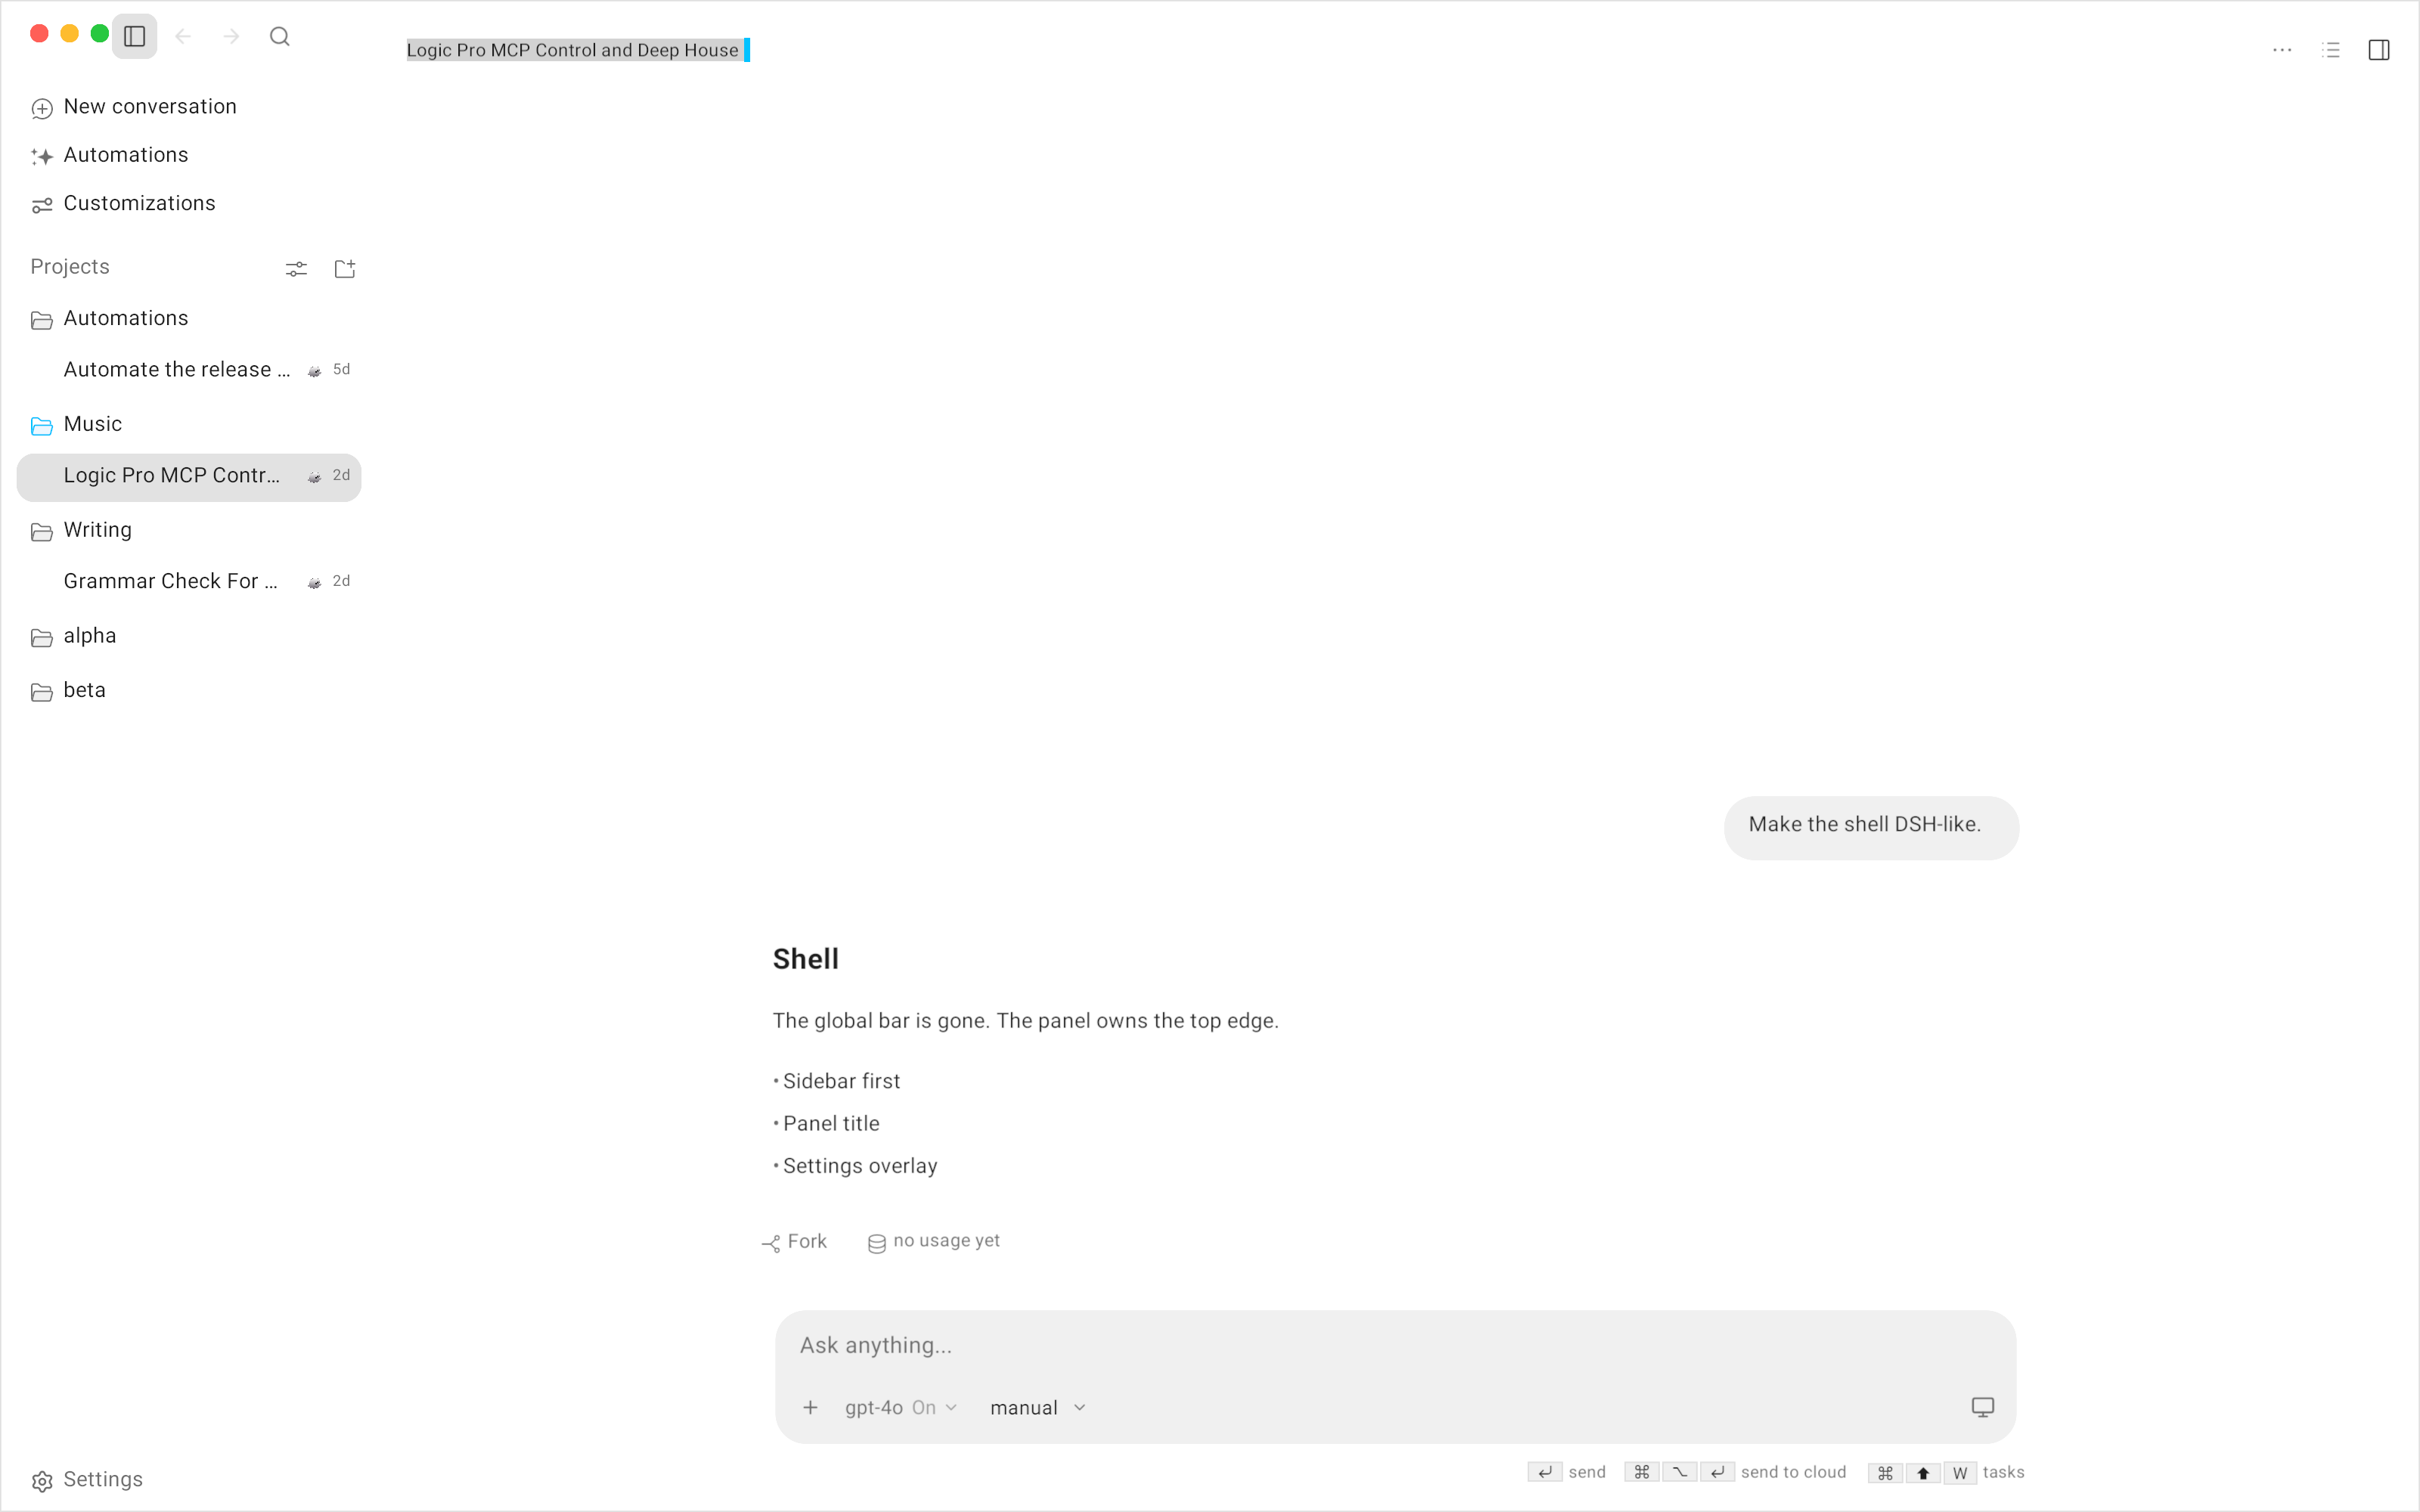 Logic Pro MCP Control and Deep House
New conversation
Automations
Customizations
Projects
Automations
Automate the release ... 5d
Music
Logic Pro MCP Contr... 2d
Writing
Grammar Check For ... 2d
alpha
beta
Settings
Make the shell DSH-like.
Shell
The global bar is gone. The panel owns the top edge.
• Sidebar first
• Panel title
• Settings overlay
Fork no usage yet
Ask anything...
gpt-4o On manual
↵ send ⌘ ⌥ ↵ send to cloud ⌘ ⬆ W tasks